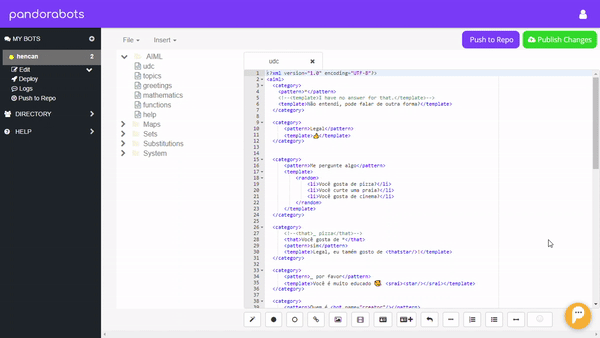 pandorabots
MY BOTS
hencan 2
Edit
Deploy
Logs
Push to Repo
DIRECTORY
HELP
File
Insert
Push to Repo
Publish Changes
AIML
udc
topics
greetings
mathematics
functions
help
Maps
Sets
Substitutions
System
udc
1 <?xml version="1.0" encoding="UTF-8"?>
2 <aiml>
3 <category>
4 <pattern>*</pattern>
5 <!--<template>I have no answer for that.</template>-->
6 <template>Não entendi, pode falar de outra forma?</template>
7 </category>
8
9 <category>
10 <pattern>Legal</pattern>
11 <template>👍</template>
12 </category>
13
14
15 <category>
16 <pattern>Me pergunte algo</pattern>
17 <template>
18 <random>
19 <li>Você gosta de pizza?</li>
20 <li>Você curte uma praia?</li>
21 <li>Você gosta de cinema?</li>
22 </random>
23 </template>
24 </category>
25
26 <category>
27 <!--<that>_ pizza</that>-->
28 <that>Você gosta de *</that>
29 <pattern>sim</pattern>
30 <template>Legal, eu tamém gosto de <thatstar/>!</template>
31 </category>
32
33 <category>
34 <pattern>_ por favor</pattern>
35 <template>Você é muito educado 🥰 <srai><star/></srai></template>
36 </category>
37
38 <category>
39 <pattern>Quem é <bot name="creator"/></pattern>